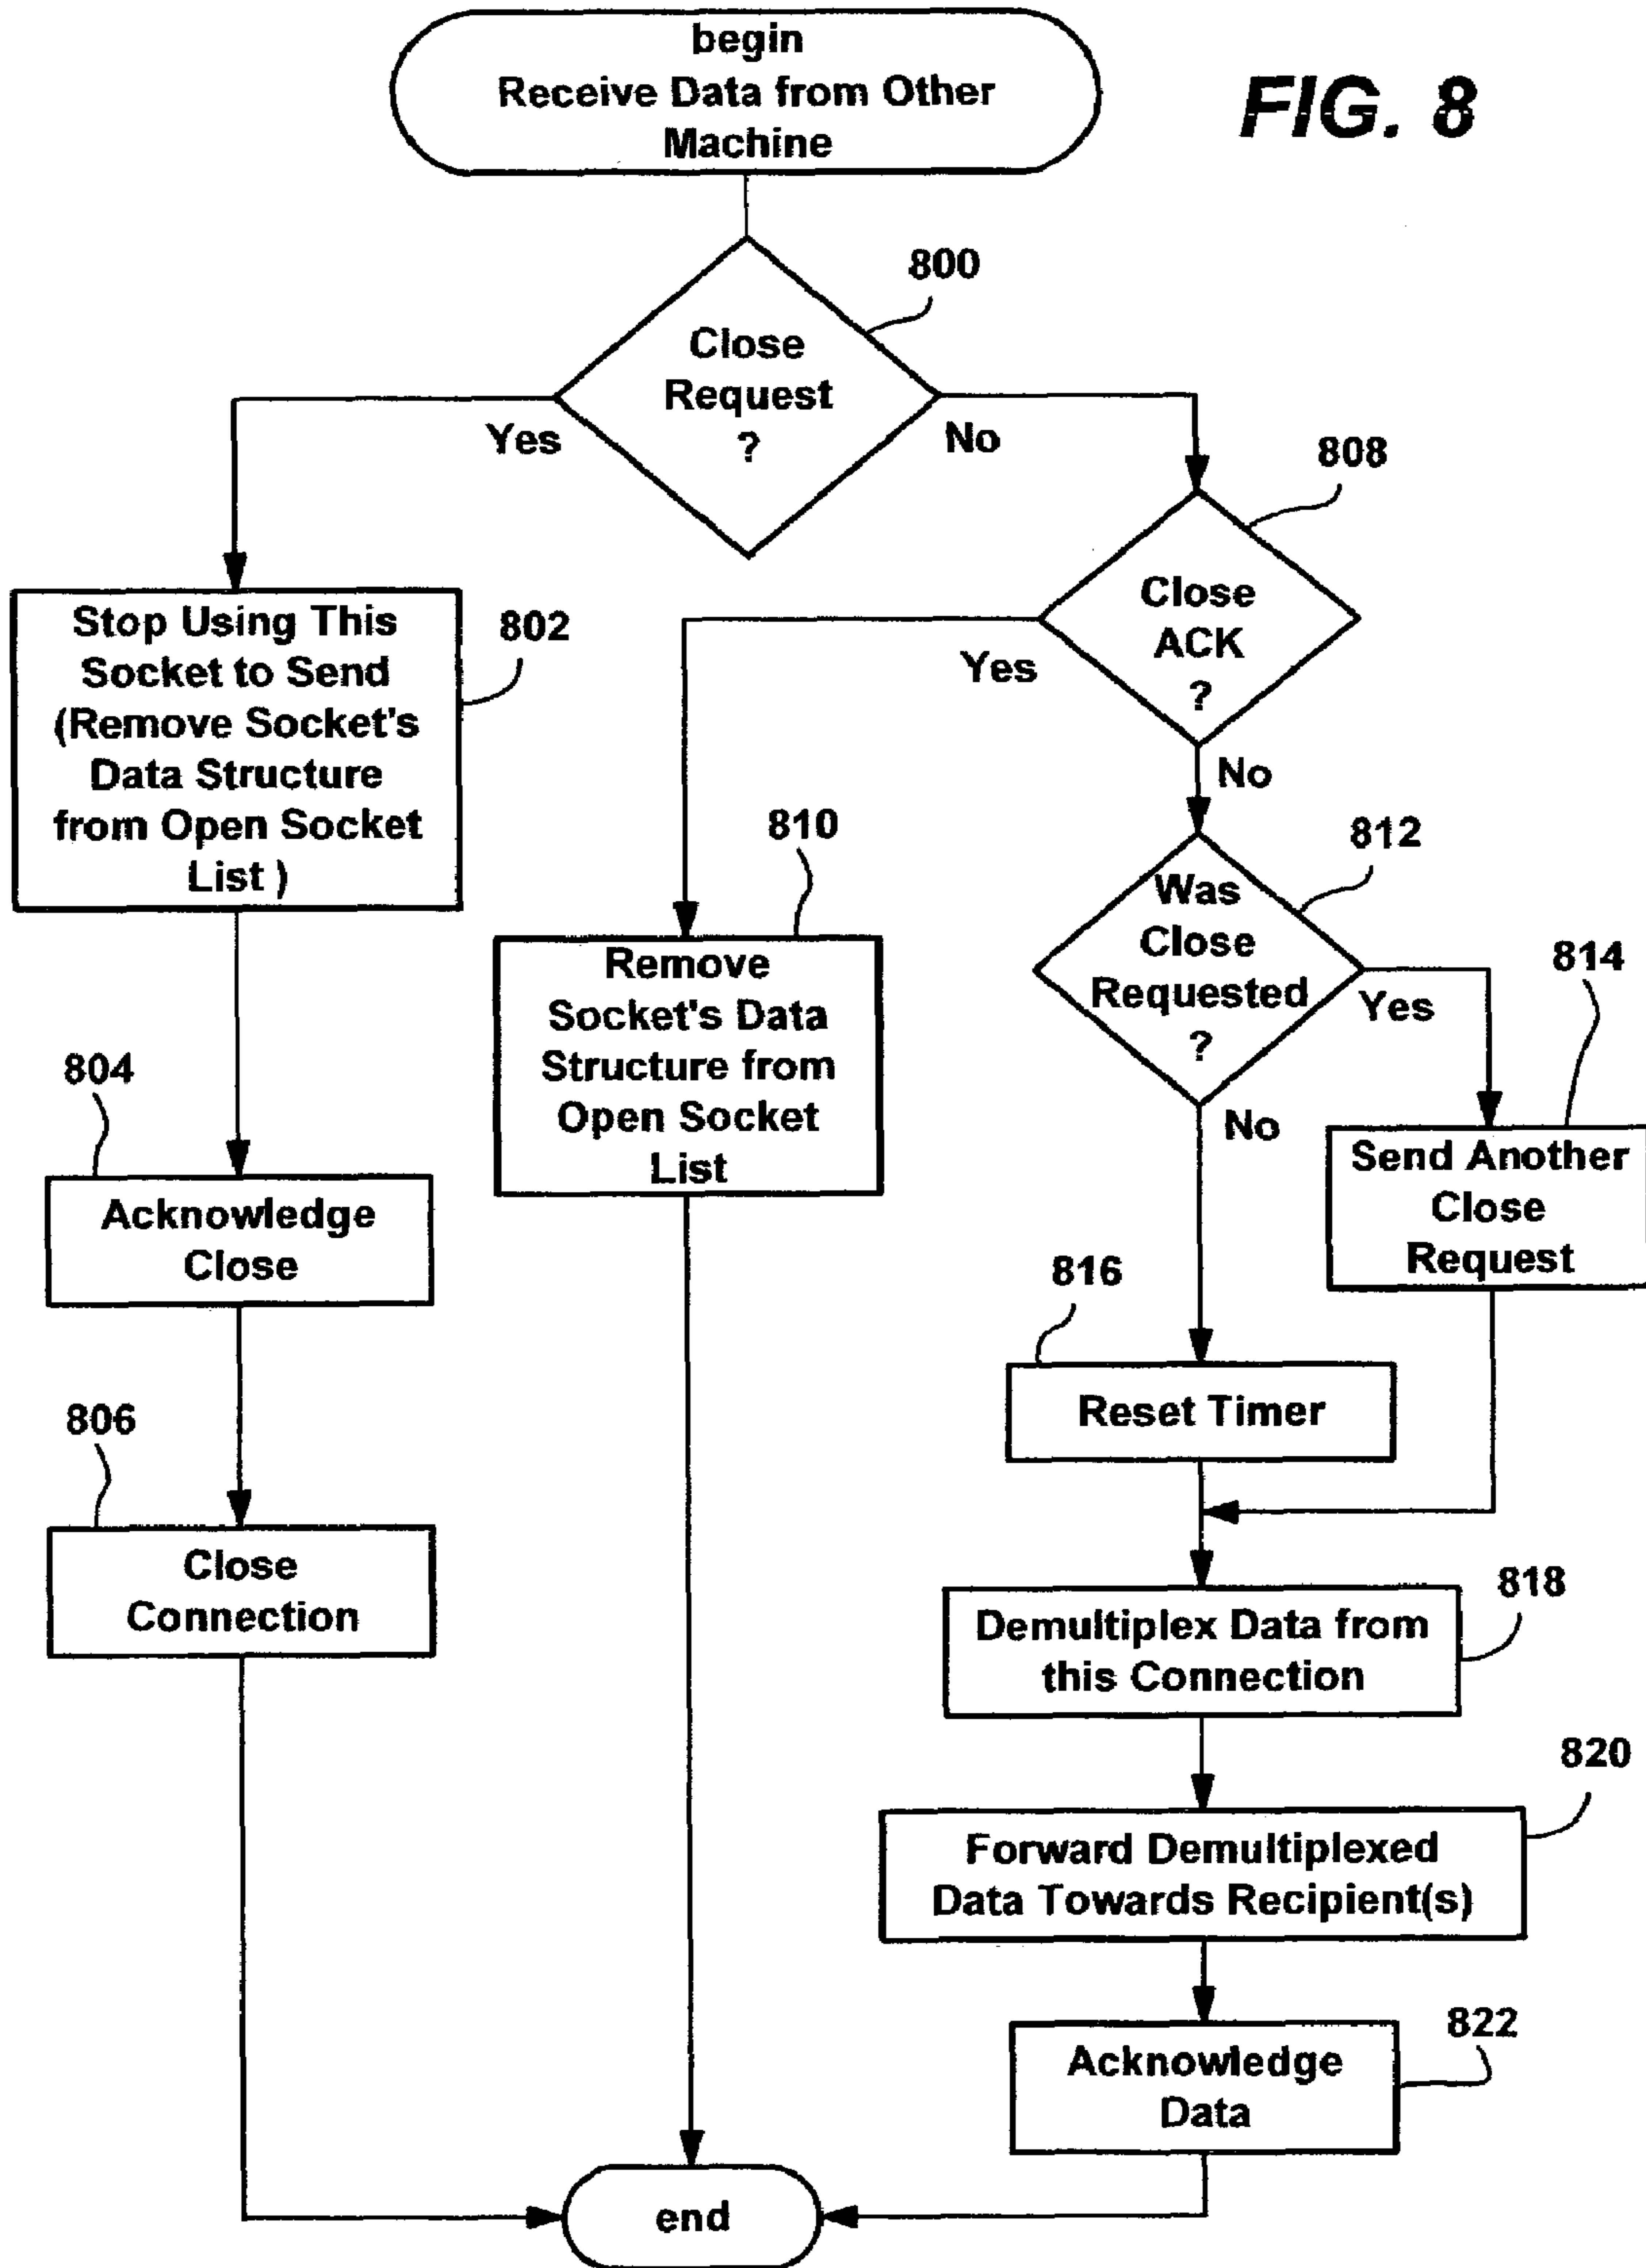 begin
Receive Data from Other
Machine
FIG. 8
800
Close
Request
?
Yes
No
808
Close
ACK
?
Yes
No
Stop Using This
Socket to Send
(Remove Socket's
Data Structure
from Open Socket
List )
802
810
Remove
Socket's Data
Structure from
Open Socket
List
812
Was
Close
Requested
?
Yes
No
814
Send Another
Close
Request
804
Acknowledge
Close
816
Reset Timer
806
Close
Connection
818
Demultiplex Data from
this Connection
820
Forward Demultiplexed
Data Towards Recipient(s)
822
Acknowledge
Data
end